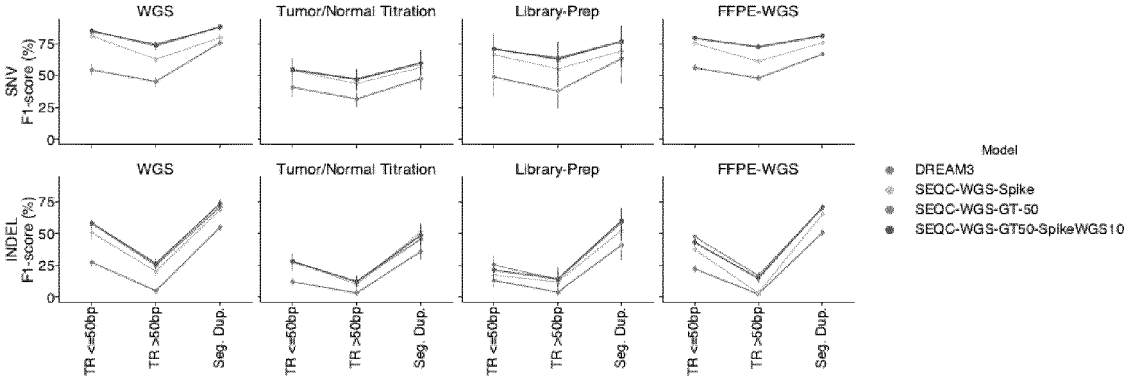 WGS
Tumor/Normal Titration
Library-Prep
FFPE-WGS
SNV
F1-score (%)
75
50
25
0
WGS
Tumor/Normal Titration
Library-Prep
FFPE-WGS
INDEL
F1-score (%)
75
50
25
0
TR <=50bp
TR >50bp
Seg. Dup.
TR <=50bp
TR >50bp
Seg. Dup.
TR <=50bp
TR >50bp
Seg. Dup.
TR <=50bp
TR >50bp
Seg. Dup.
Model
DREAM3
SEQC-WGS-Spike
SEQC-WGS-GT-50
SEQC-WGS-GT50-SpikeWGS10